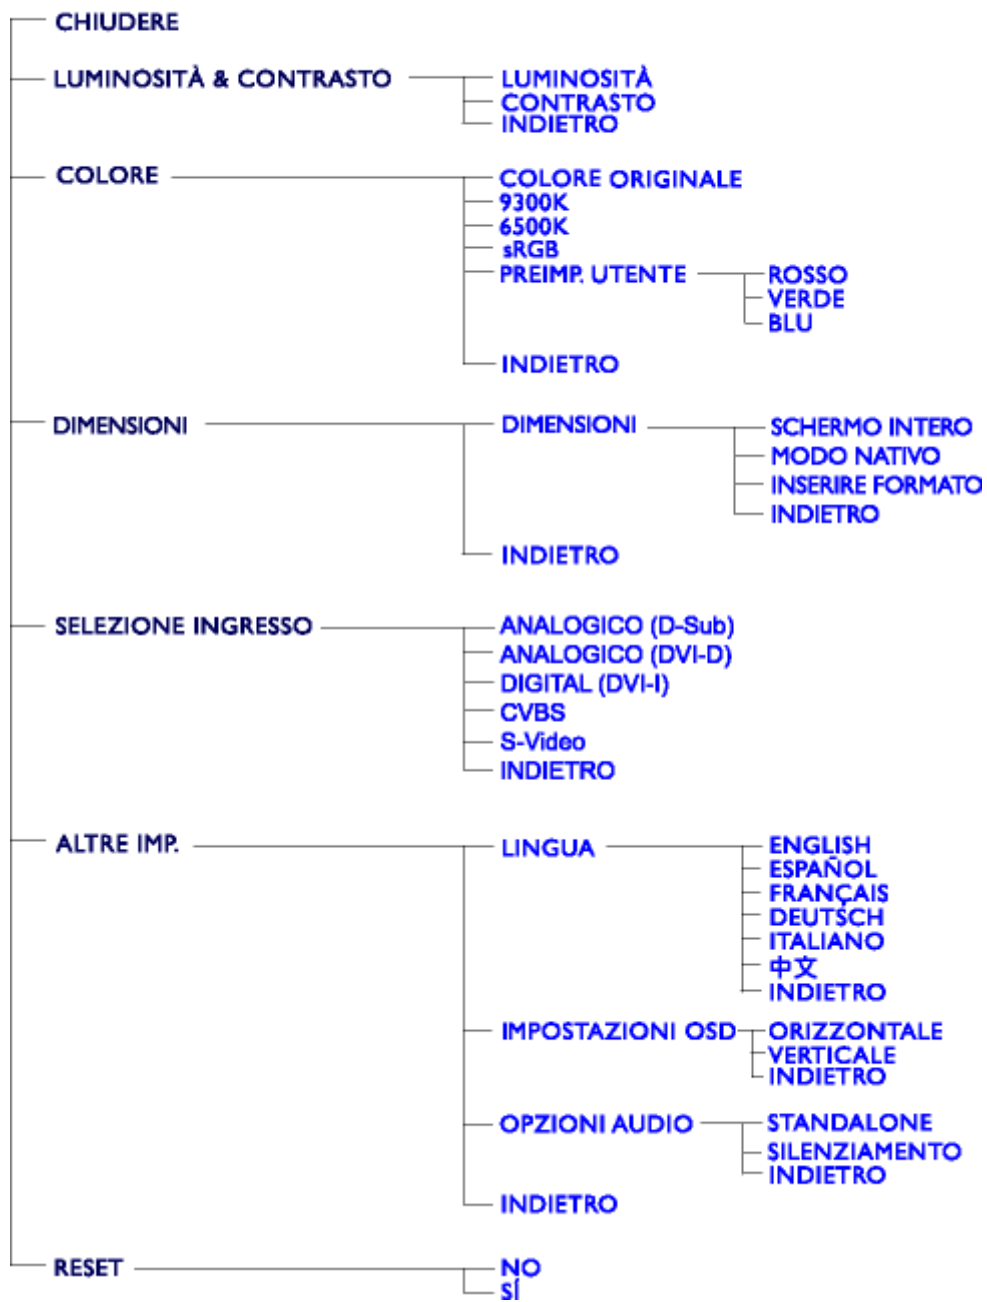 CHIUDERE
LUMINOSITÀ & CONTRASTO
LUMINOSITÀ
CONTRASTO
INDIETRO
COLORE
COLORE ORIGINALE
9300K
6500K
sRGB
PREIMP. UTENTE
ROSSO
VERDE
BLU
INDIETRO
DIMENSIONI
DIMENSIONI
SCHERMO INTERO
MODO NATIVO
INSERIRE FORMATO
INDIETRO
INDIETRO
SELEZIONE INGRESSO
ANALOGICO (D-Sub)
ANALOGICO (DVI-D)
DIGITAL (DVI-I)
CVBS
S-Video
INDIETRO
ALTRE IMP.
LINGUA
ENGLISH
ESPAÑOL
FRANÇAIS
DEUTSCH
ITALIANO
中文
INDIETRO
IMPOSTAZIONI OSD
ORIZZONTALE
VERTICALE
INDIETRO
OPZIONI AUDIO
STANDALONE
SILENZIAMENTO
INDIETRO
INDIETRO
RESET
NO
SÍ